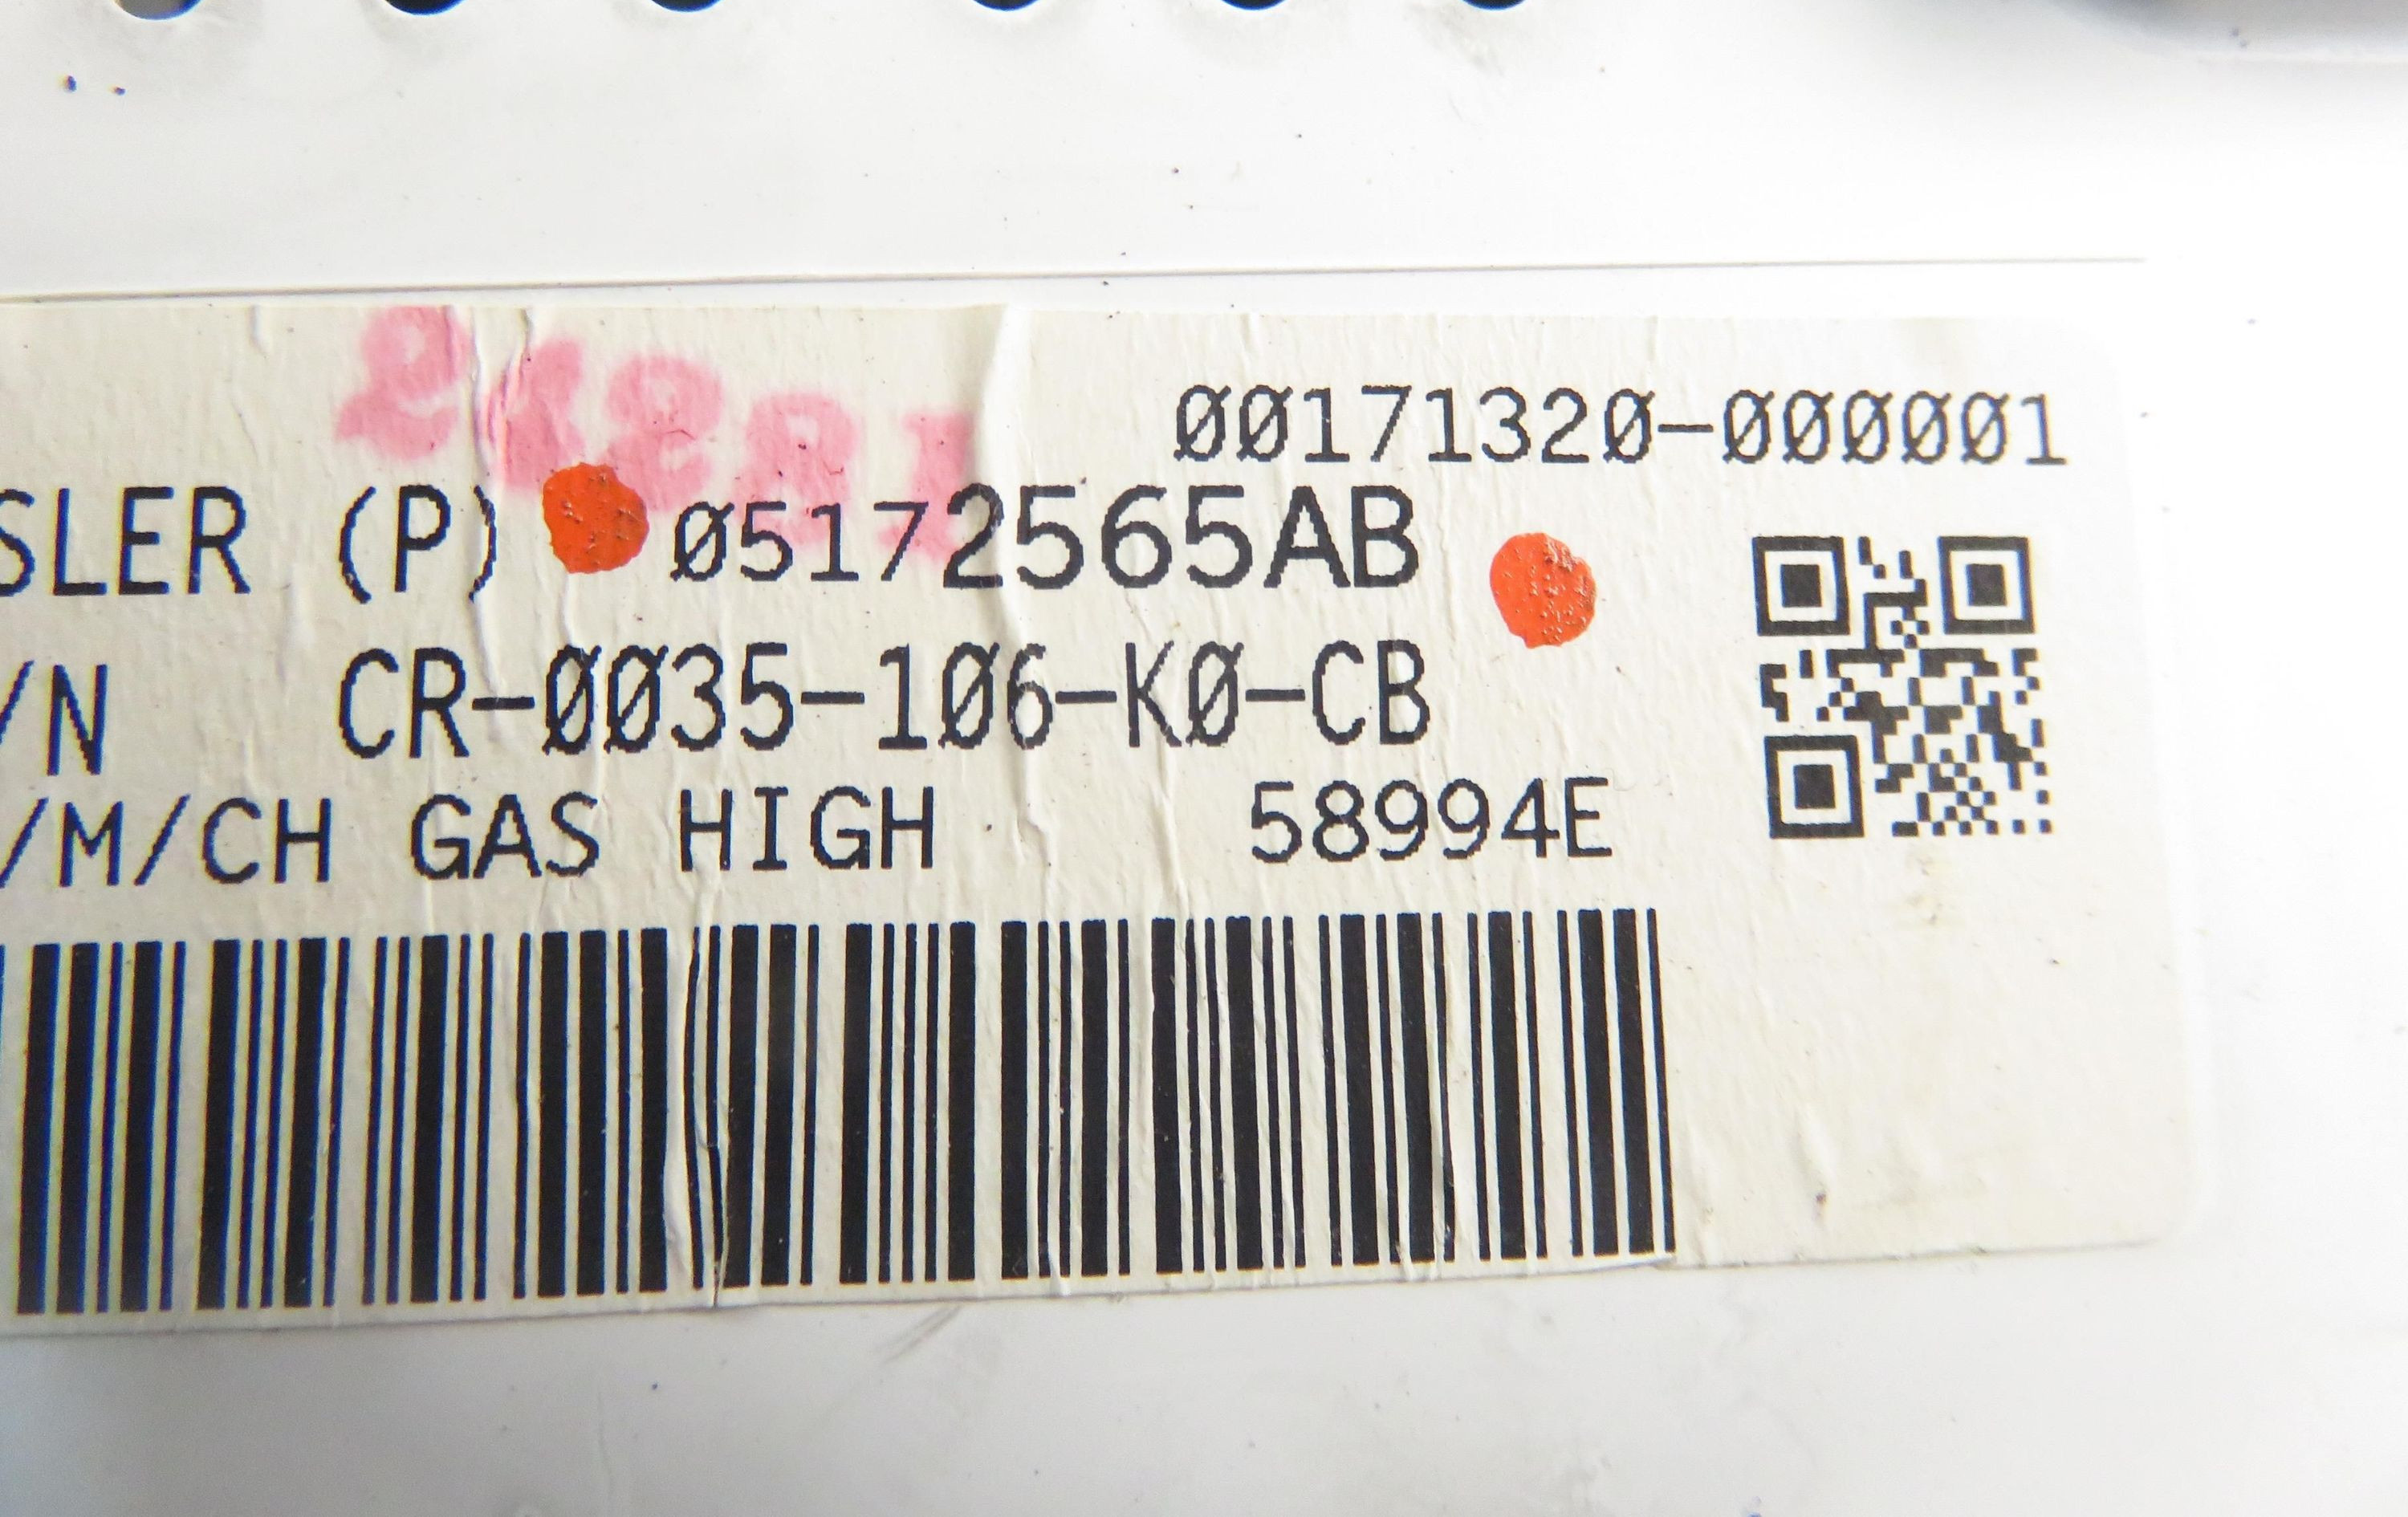 00171320-000001
SLER (P) 05172565AB
/N CR-0035-106-K0-CB
/M/CH GAS HIGH 58994E